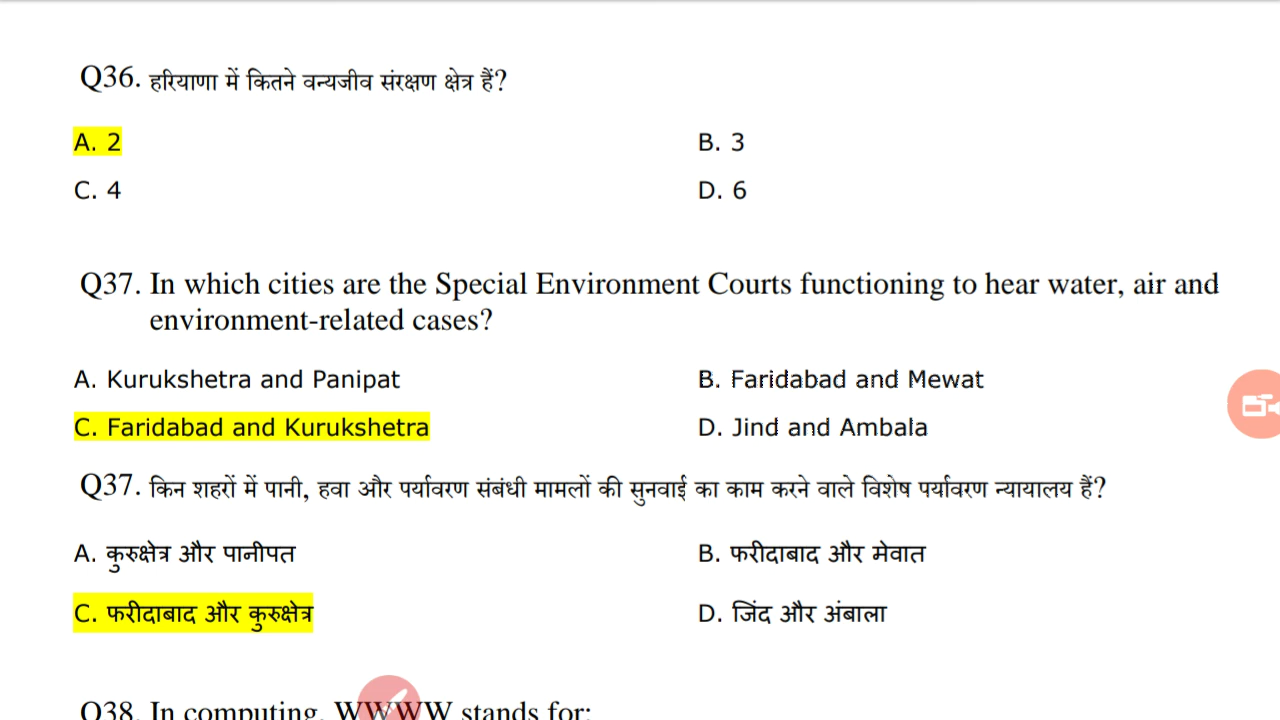 Q36. हरियाणा में कितने वन्यजीव संरक्षण क्षेत्र हैं?
A. 2 B. 3
C. 4 D. 6
Q37. In which cities are the Special Environment Courts functioning to hear water, air and
environment-related cases?
A. Kurukshetra and Panipat B. Faridabad and Mewat
C. Faridabad and Kurukshetra D. Jind and Ambala
Q37. किन शहरों में पानी, हवा और पर्यावरण संबंधी मामलों की सुनवाई का काम करने वाले विशेष पर्यावरण न्यायालय हैं?
A. कुरुक्षेत्र और पानीपत B. फरीदाबाद और मेवात
C. फरीदाबाद और कुरुक्षेत्र D. जिंद और अंबाला
Q38. In computing, WWWW stands for: